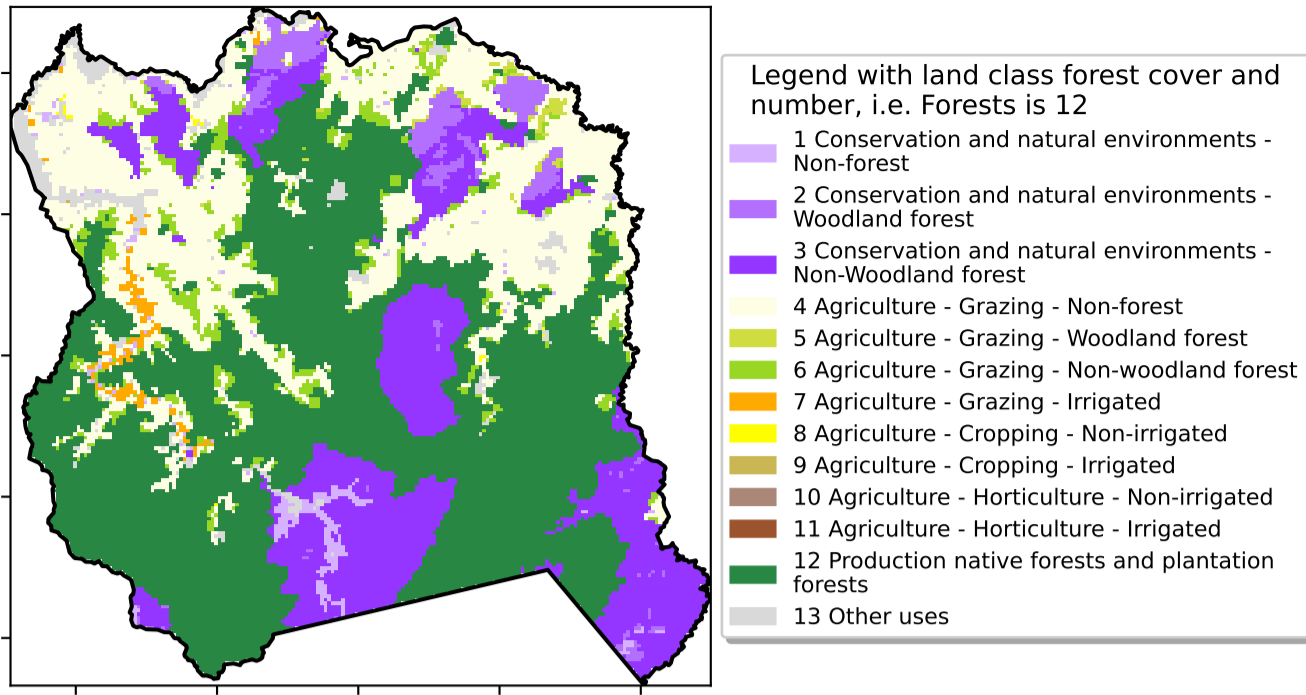 Legend with land class forest cover and
number, i.e. Forests is 12
1 Conservation and natural environments -
Non-forest
2 Conservation and natural environments -
Woodland forest
3 Conservation and natural environments -
Non-Woodland forest
4 Agriculture - Grazing - Non-forest
5 Agriculture - Grazing - Woodland forest
6 Agriculture - Grazing - Non-woodland forest
7 Agriculture - Grazing - Irrigated
8 Agriculture - Cropping - Non-irrigated
9 Agriculture - Cropping - Irrigated
10 Agriculture - Horticulture - Non-irrigated
11 Agriculture - Horticulture - Irrigated
12 Production native forests and plantation
forests
13 Other uses